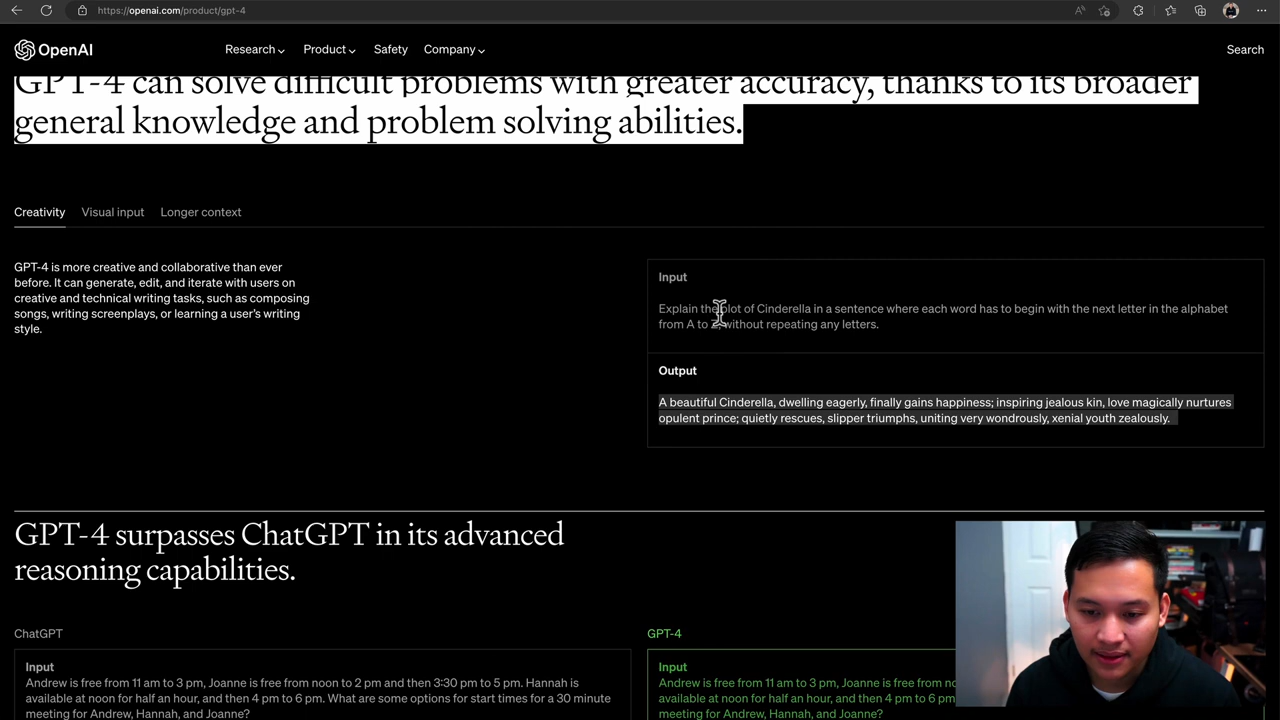 https://openai.com/product/gpt-4
OpenAI
Research
Product
Safety
Company
Search
GPT-4 can solve difficult problems with greater accuracy, thanks to its broader
general knowledge and problem solving abilities.
Creativity
Visual input
Longer context
GPT-4 is more creative and collaborative than ever
before. It can generate, edit, and iterate with users on
creative and technical writing tasks, such as composing
songs, writing screenplays, or learning a user's writing
style.
Input
Explain the plot of Cinderella in a sentence where each word has to begin with the next letter in the alphabet
from A to Z, without repeating any letters.
Output
A beautiful Cinderella, dwelling eagerly, finally gains happiness; inspiring jealous kin, love magically nurtures
opulent prince; quietly rescues, slipper triumphs, uniting very wondrously, xenial youth zealously.
GPT-4 surpasses ChatGPT in its advanced
reasoning capabilities.
ChatGPT
Input
Andrew is free from 11 am to 3 pm, Joanne is free from noon to 2 pm and then 3:30 pm to 5 pm. Hannah is
available at noon for half an hour, and then 4 pm to 6 pm. What are some options for start times for a 30 minute
meeting for Andrew, Hannah, and Joanne?
GPT-4
Input
Andrew is free from 11 am to 3 pm, Joanne is free from no
available at noon for half an hour, and then 4 pm to 6 pm
meeting for Andrew, Hannah, and Joanne?